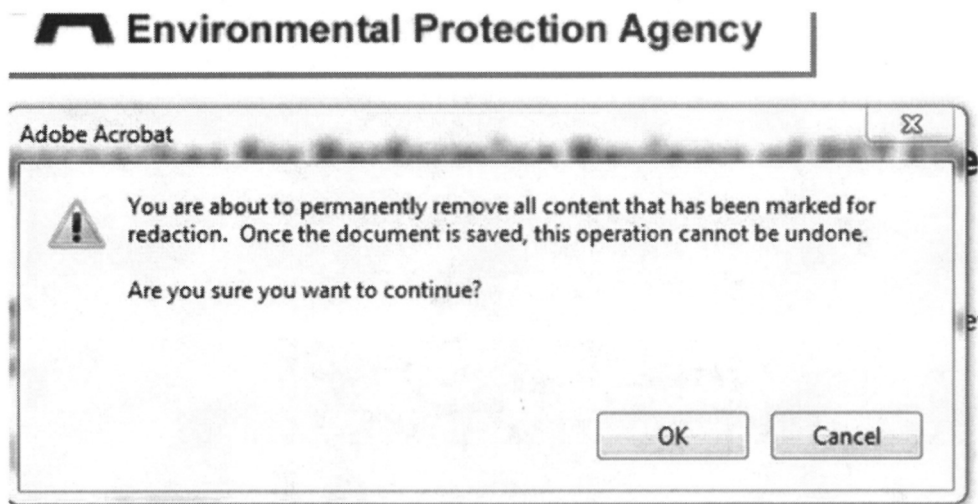 Environmental Protection Agency
Adobe Acrobat
You are about to permanently remove all content that has been marked for
redaction. Once the document is saved, this operation cannot be undone.
Are you sure you want to continue?
OK
Cancel